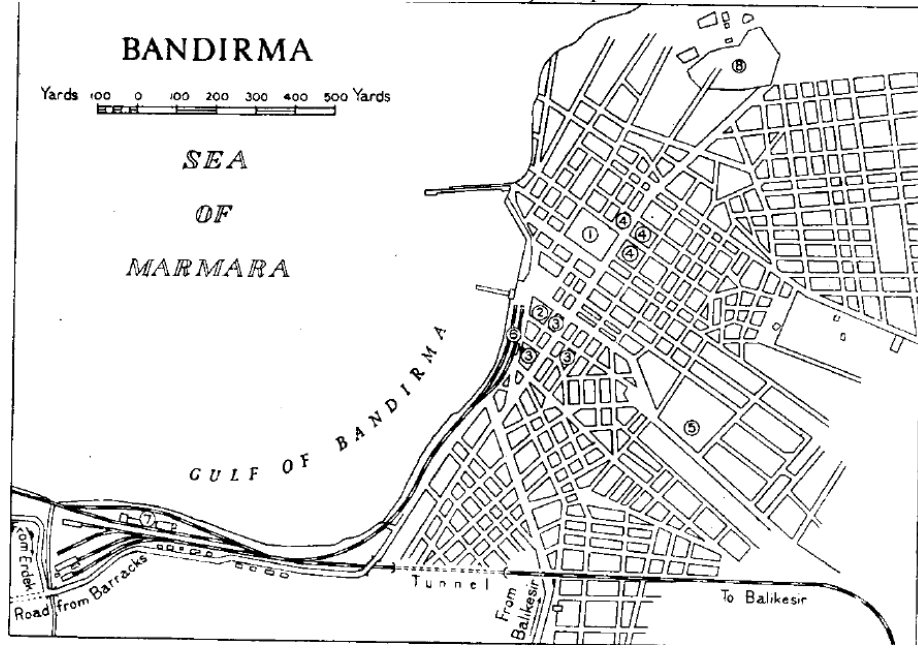 BANDIRMA
Yards 100 0 100 200 300 400 500 Yards
SEA
OF
MARMARA
GULF OF BANDIRMA
8
4
1
4
4
2
3
6
3
3
5
7
Tunnel
Road from Barracks
From
Balikesir
To Balikesir